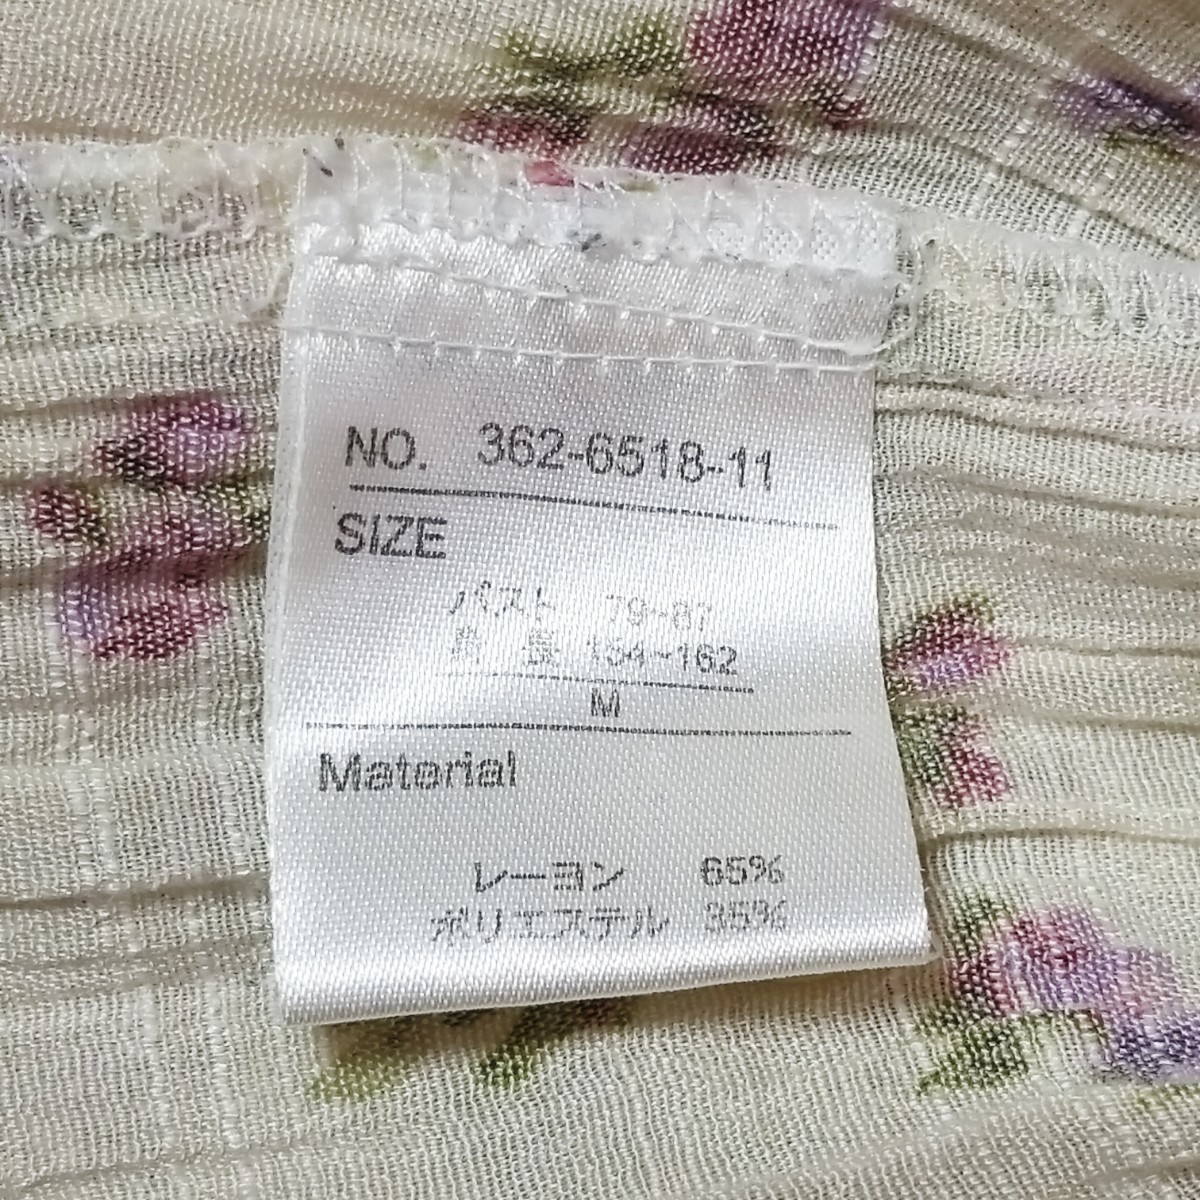 NO. 362-6518-11
SIZE
バスト 79~87
身長 154~162
M
Material
レーヨン 65%
ポリエステル 35%